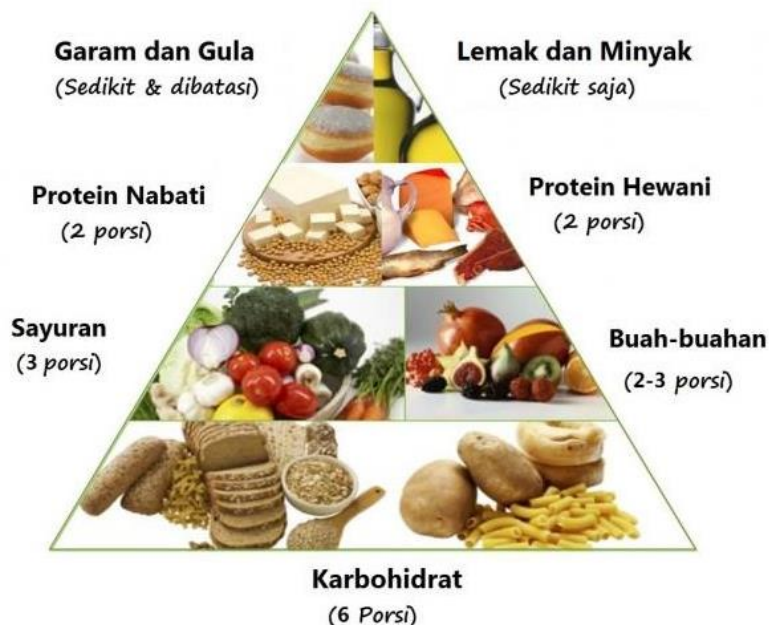 Garam dan Gula
(Sedikit & dibatasi)
Lemak dan Minyak
(Sedikit saja)
Protein Nabati
(2 porsi)
Protein Hewani
(2 porsi)
Sayuran
(3 porsi)
Buah-buahan
(2-3 porsi)
Karbohidrat
(6 Porsi)